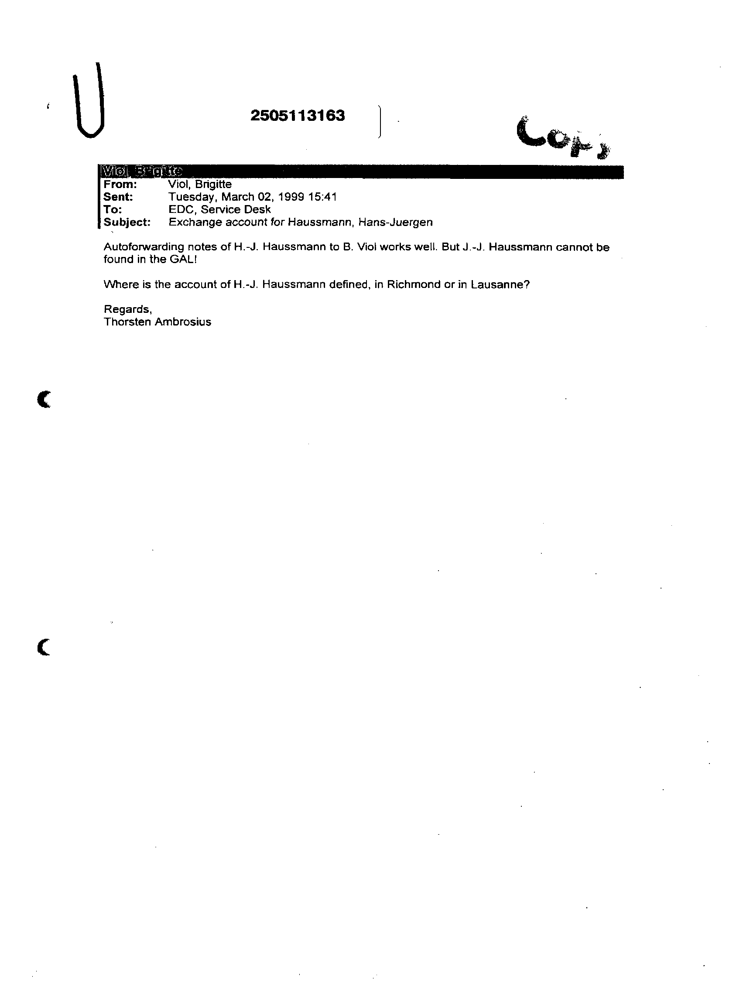 2505113163
Copy
Viol, Brigitte
From: Viol, Brigitte
Sent: Tuesday, March 02, 1999 15:41
To: EDC, Service Desk
Subject: Exchange account for Haussmann, Hans-Juergen
Autoforwarding notes of H.-J. Haussmann to B. Viol works well. But J.-J. Haussmann cannot be
found in the GAL!
Where is the account of H.-J. Haussmann defined, in Richmond or in Lausanne?
Regards,
Thorsten Ambrosius